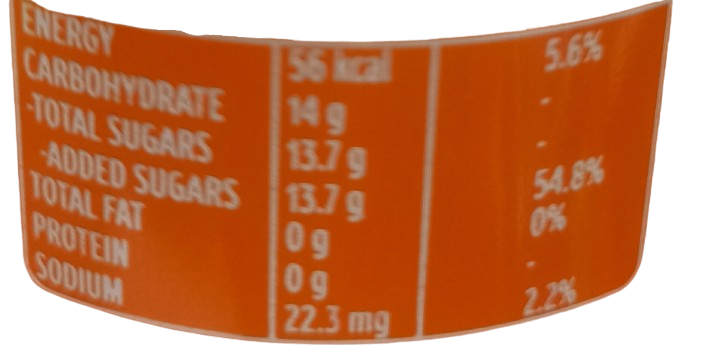 ENERGY 56 kcal 5.6%
CARBOHYDRATE 14 g -
-TOTAL SUGARS 13.7 g -
-ADDED SUGARS 13.7 g 54.8%
TOTAL FAT 0 g 0%
PROTEIN 0 g -
SODIUM 22.3 mg 2.2%